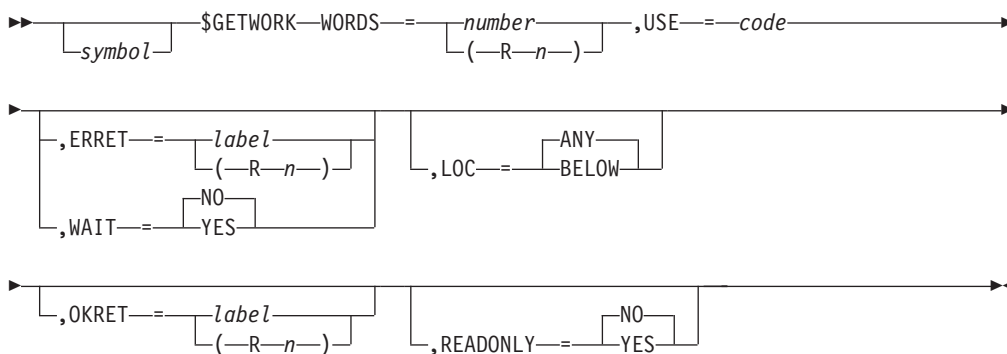 $GETWORK WORDS = number ,USE = code
symbol ( R n )
,ERRET = label ,LOC = ANY
( R n ) BELOW
,WAIT = NO
YES
,OKRET = label ,READONLY = NO
( R n ) YES